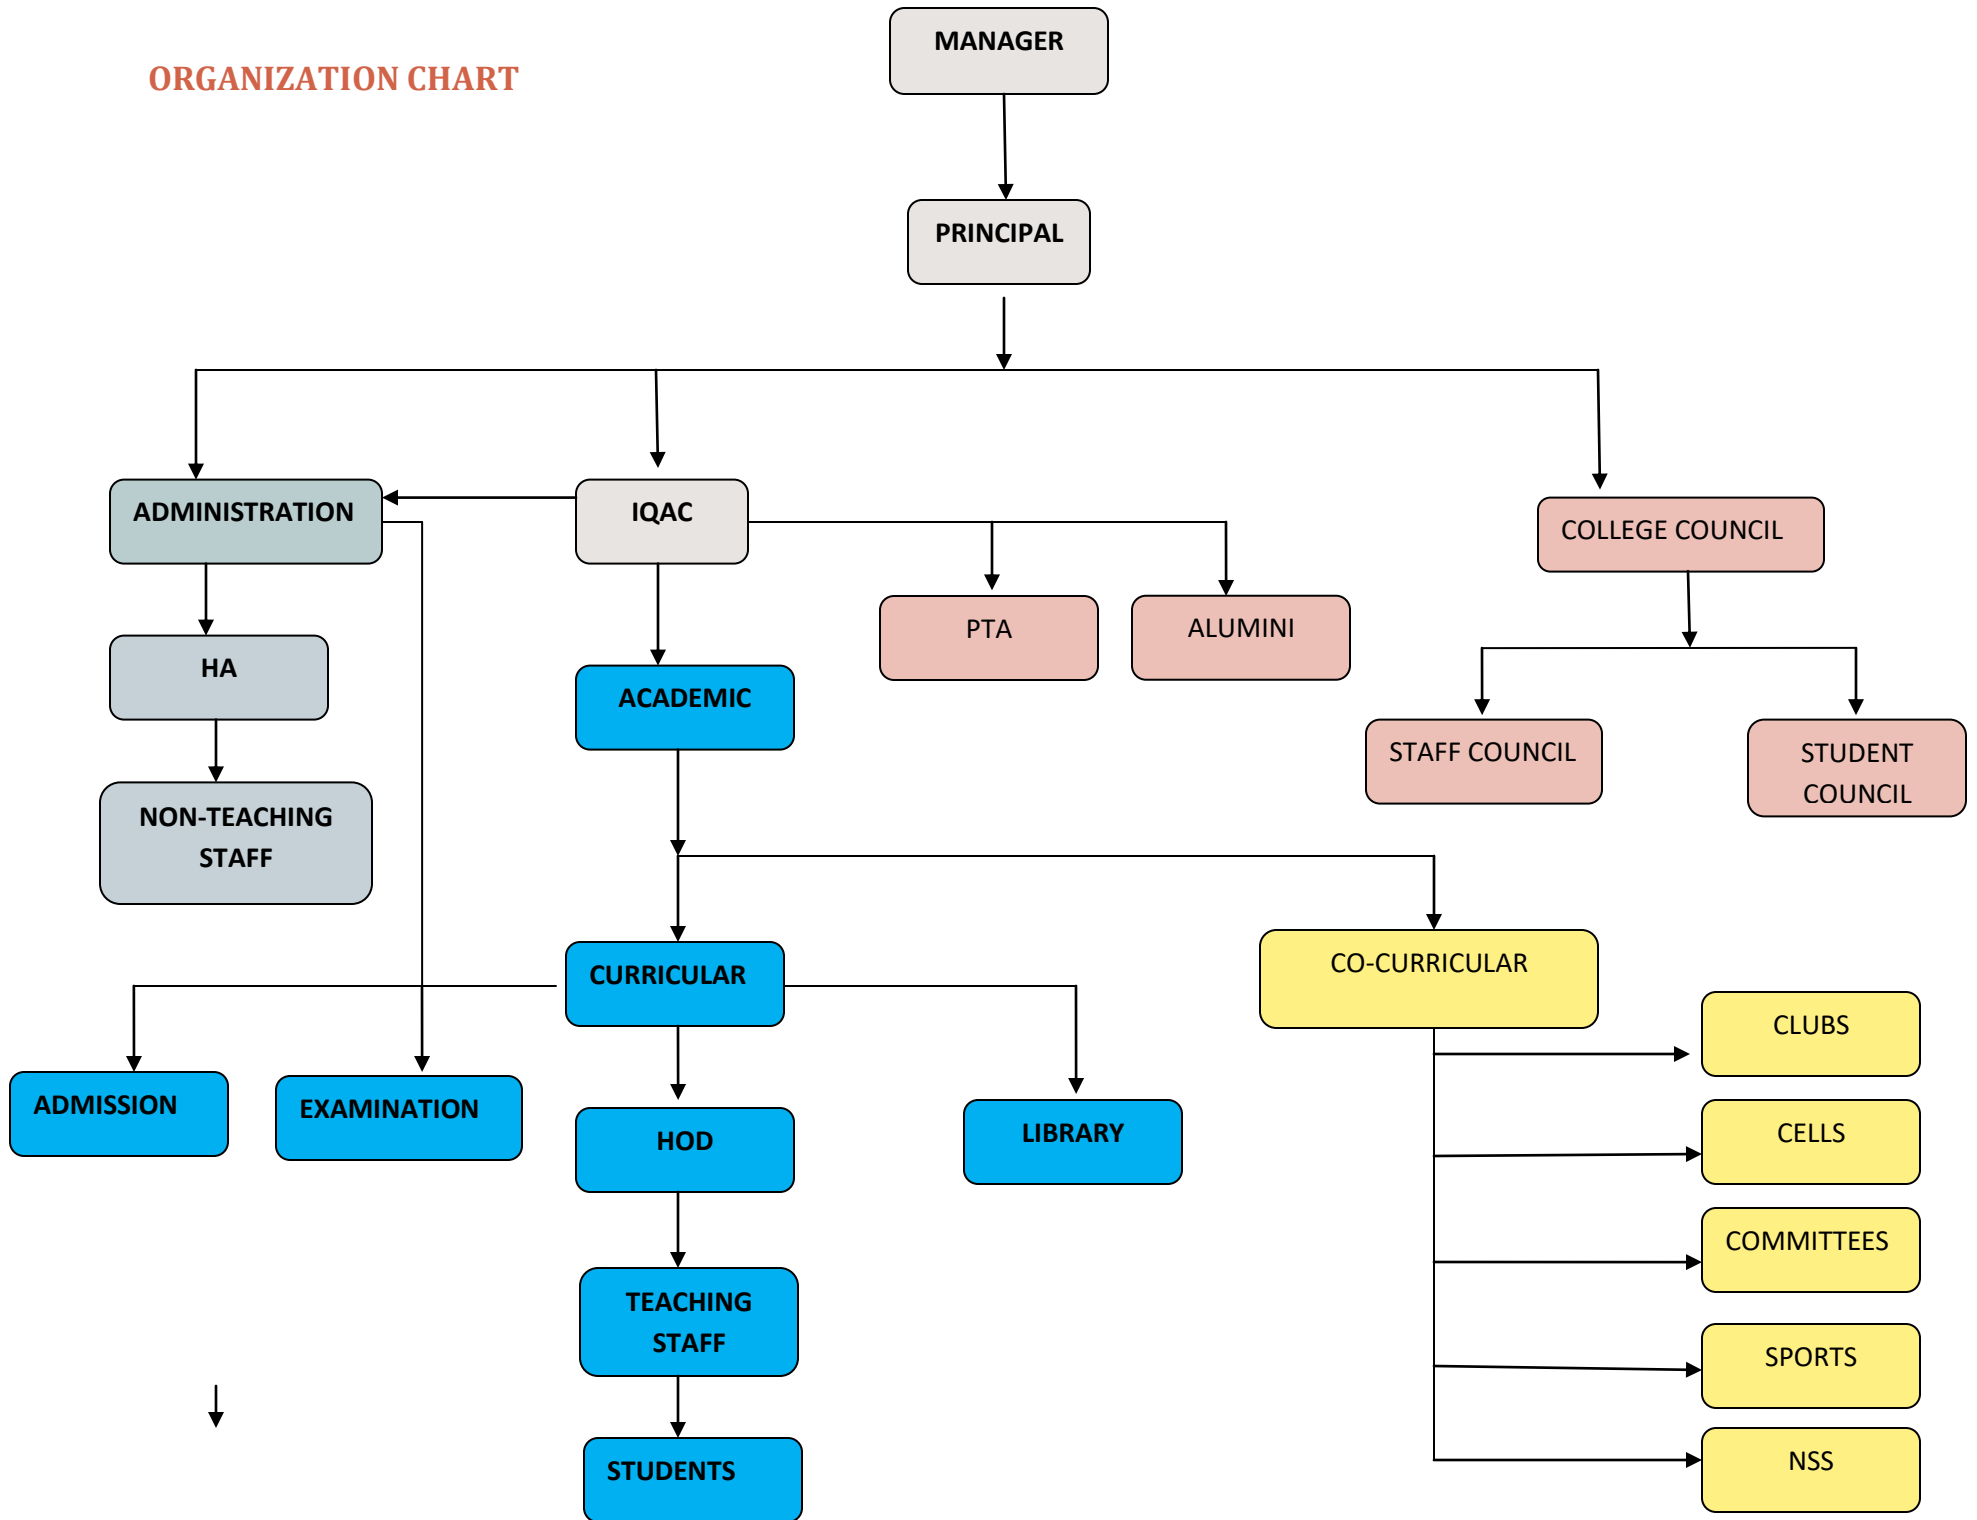 MANAGER
ORGANIZATION CHART
PRINCIPAL
ADMINISTRATION
IQAC
COLLEGE COUNCIL
PTA
ALUMINI
HA
ACADEMIC
STAFF COUNCIL
STUDENT
COUNCIL
NON-TEACHING
STAFF
CURRICULAR
CO-CURRICULAR
CLUBS
ADMISSION
EXAMINATION
HOD
LIBRARY
CELLS
COMMITTEES
TEACHING
STAFF
SPORTS
STUDENTS
NSS